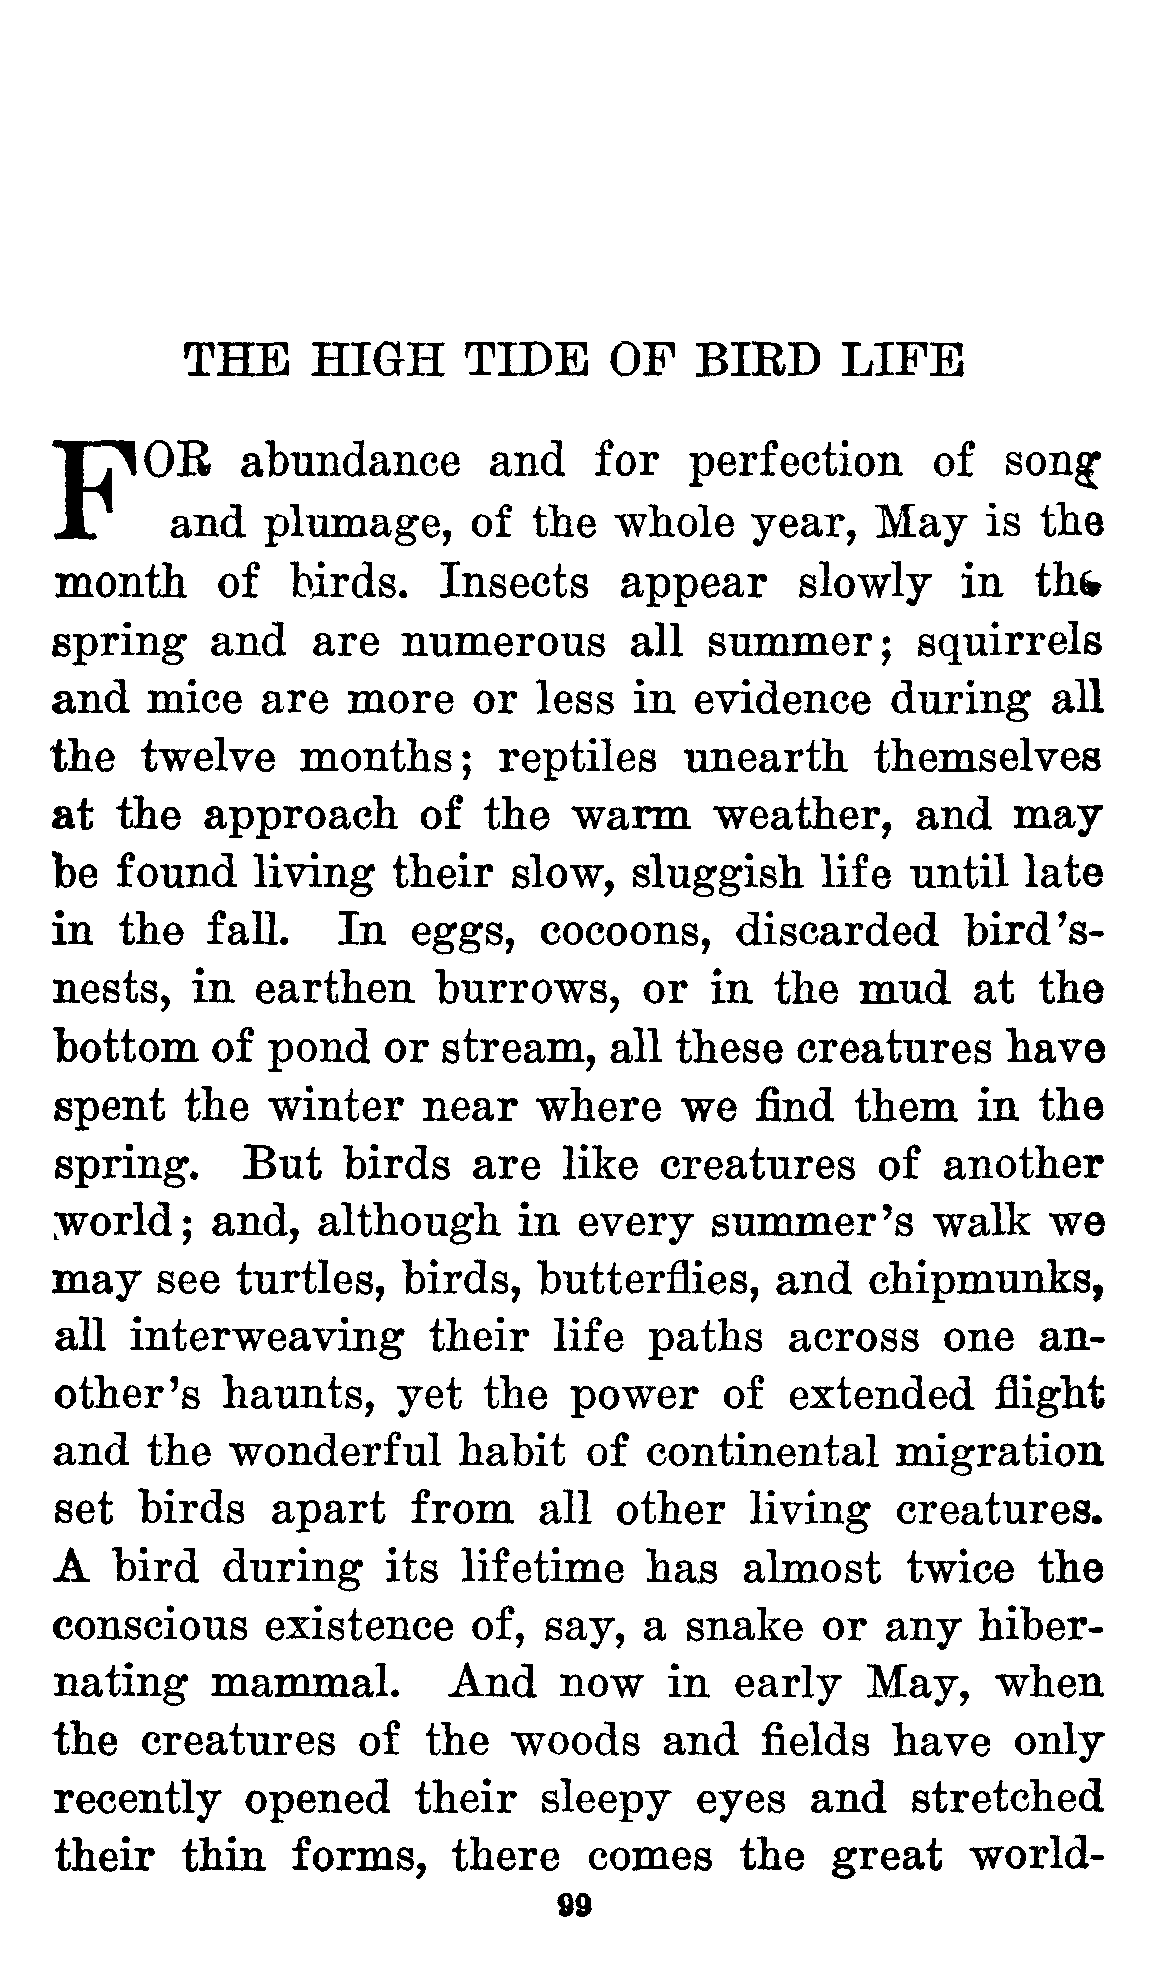 THE HIGH TIDE OF BIRD LIFE
FOR abundance and for perfection of song
and plumage, of the whole year, May is the
month of birds. Insects appear slowly in the
spring and are numerous all summer; squirrels
and mice are more or less in evidence during all
the twelve months; reptiles unearth themselves
at the approach of the warm weather, and may
be found living their slow, sluggish life until late
in the fall. In eggs, cocoons, discarded bird's-
nests, in earthen burrows, or in the mud at the
bottom of pond or stream, all these creatures have
spent the winter near where we find them in the
spring. But birds are like creatures of another
world; and, although in every summer's walk we
may see turtles, birds, butterflies, and chipmunks,
all interweaving their life paths across one an-
other's haunts, yet the power of extended flight
and the wonderful habit of continental migration
set birds apart from all other living creatures.
A bird during its lifetime has almost twice the
conscious existence of, say, a snake or any hiber-
nating mammal. And now in early May, when
the creatures of the woods and fields have only
recently opened their sleepy eyes and stretched
their thin forms, there comes the great world-
99